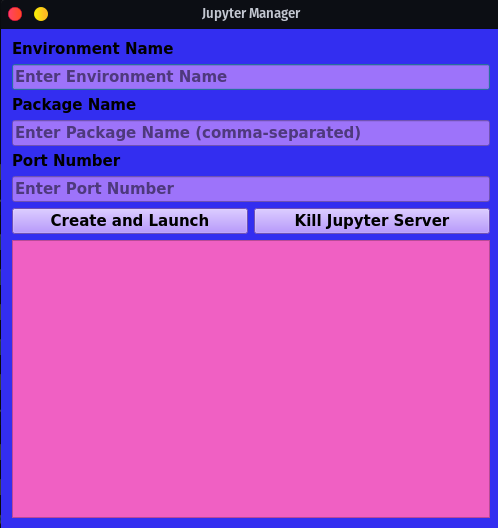 Jupyter Manager
Environment Name
Enter Environment Name
Package Name
Enter Package Name (comma-separated)
Port Number
Enter Port Number
Create and Launch Kill Jupyter Server